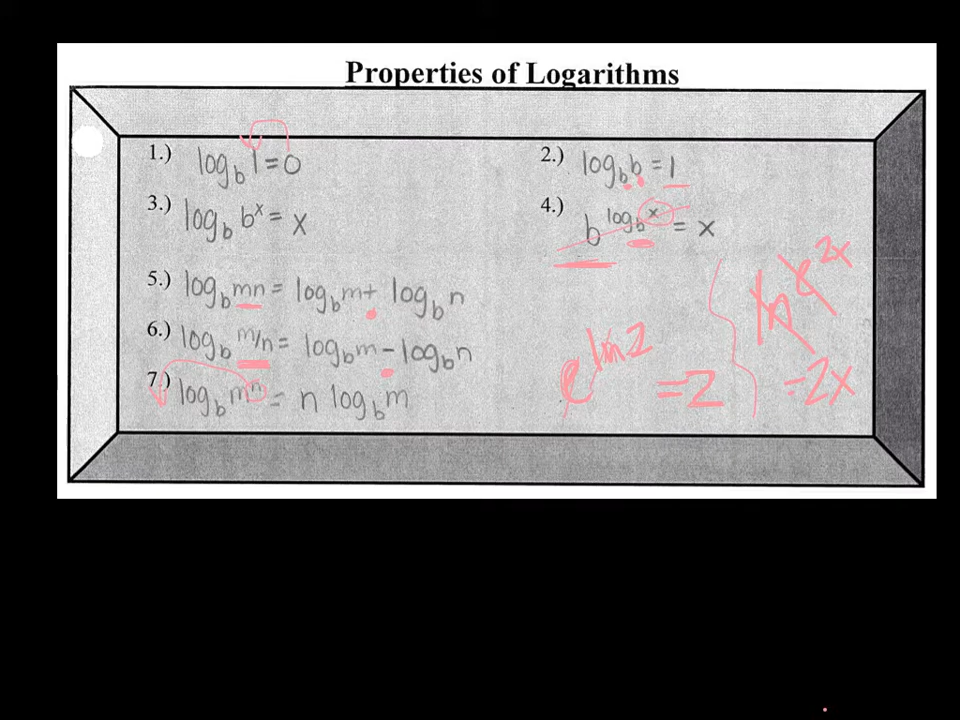 Properties of Logarithms
1.) log_b 1 = 0
2.) log_b b = 1
3.) log_b b^x = x
4.) b^(log_b x) = x
5.) log_b mn = log_b m + log_b n
6.) log_b m/n = log_b m - log_b n
7.) log_b m^n = n log_b m
e^(ln 2) = 2
ln e^(2x)
= 2x